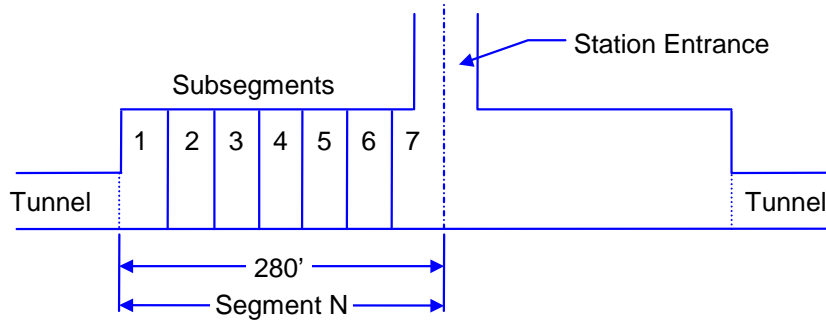 Station Entrance
Subsegments
1 2 3 4 5 6 7
Tunnel
Tunnel
280’
Segment N